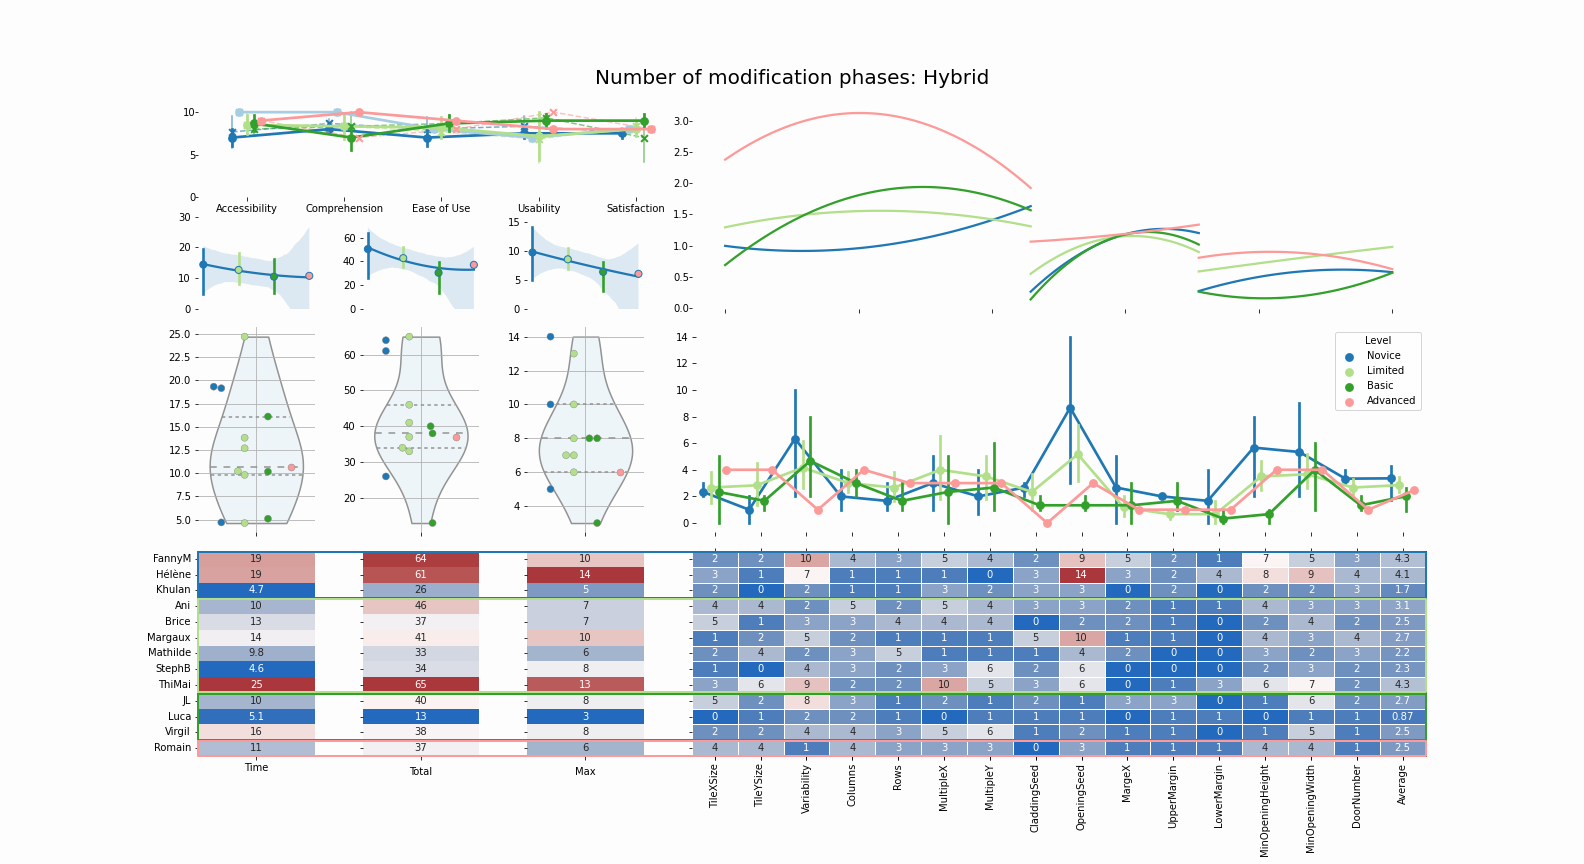 Number of modification phases: Hybrid
10
5
0
Accessibility Comprehension Ease of Use Usability Satisfaction
30
20
10
0
60
40
20
0
15
10
5
0
3.0
2.5
2.0
1.5
1.0
0.5
0.0
25.0
22.5
20.0
17.5
15.0
12.5
10.0
7.5
5.0
60
50
40
30
20
14
12
10
8
6
4
14
12
10
8
6
4
2
0
Level
Novice
Limited
Basic
Advanced
FannyM 19 64 10 2 2 10 4 3 5 4 2 9 5 2 1 7 5 3 4.3
Hélène 19 61 14 3 1 7 1 1 1 0 3 14 3 2 4 8 9 4 4.1
Khulan 4.7 26 5 2 0 2 1 1 3 2 3 3 0 2 0 2 2 3 1.7
Ani 10 46 7 4 4 2 5 2 5 4 3 3 2 1 1 4 3 3 3.1
Brice 13 37 7 5 1 3 3 4 4 4 0 2 2 1 0 2 4 2 2.5
Margaux 14 41 10 1 2 5 2 1 1 1 5 10 1 1 0 4 3 4 2.7
Mathilde 9.8 33 6 2 4 2 3 5 1 1 1 4 2 0 0 3 2 3 2.2
StephB 4.6 34 8 1 0 4 3 2 3 6 2 6 0 0 0 2 3 2 2.3
ThiMai 25 65 13 3 6 9 2 2 10 5 3 6 0 1 3 6 7 2 4.3
JL 10 40 8 5 2 8 3 1 2 1 2 1 3 3 0 1 6 2 2.7
Luca 5.1 13 3 0 1 2 2 1 0 1 1 1 0 1 1 0 1 1 0.87
Virgil 16 38 8 2 2 4 4 3 5 6 1 2 1 1 0 1 5 1 2.5
Romain 11 37 6 4 4 1 4 3 3 3 0 3 1 1 1 4 4 1 2.5
Time Total Max TileXSize TileYSize Variability Columns Rows MultipleX MultipleY CladdingSeed OpeningSeed MargeX UpperMargin LowerMargin MinOpeningHeight MinOpeningWidth DoorNumber Average